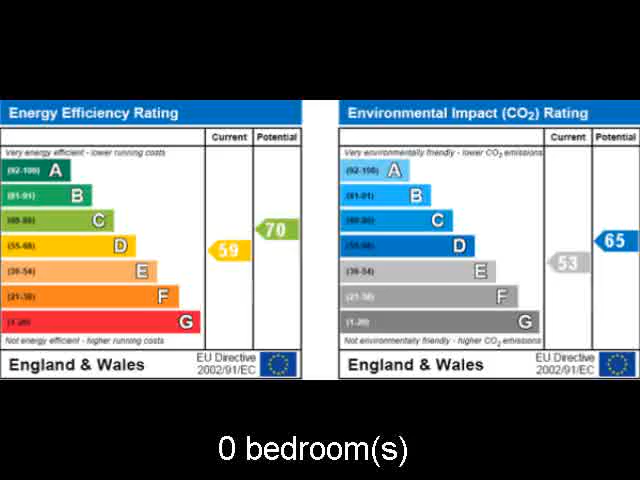 Energy Efficiency Rating
Current Potential
Very energy efficient - lower running costs
(92-100) A
(81-91) B
(69-80) C
(55-68) D
(39-54) E
(21-38) F
(1-20) G
59
70
Not energy efficient - higher running costs
England & Wales
EU Directive
2002/91/EC
Environmental Impact (CO2) Rating
Current Potential
Very environmentally friendly - lower CO2 emissions
(92-100) A
(81-91) B
(69-80) C
(55-68) D
(39-54) E
(21-38) F
(1-20) G
53
65
Not environmentally friendly - higher CO2 emissions
England & Wales
EU Directive
2002/91/EC
0 bedroom(s)